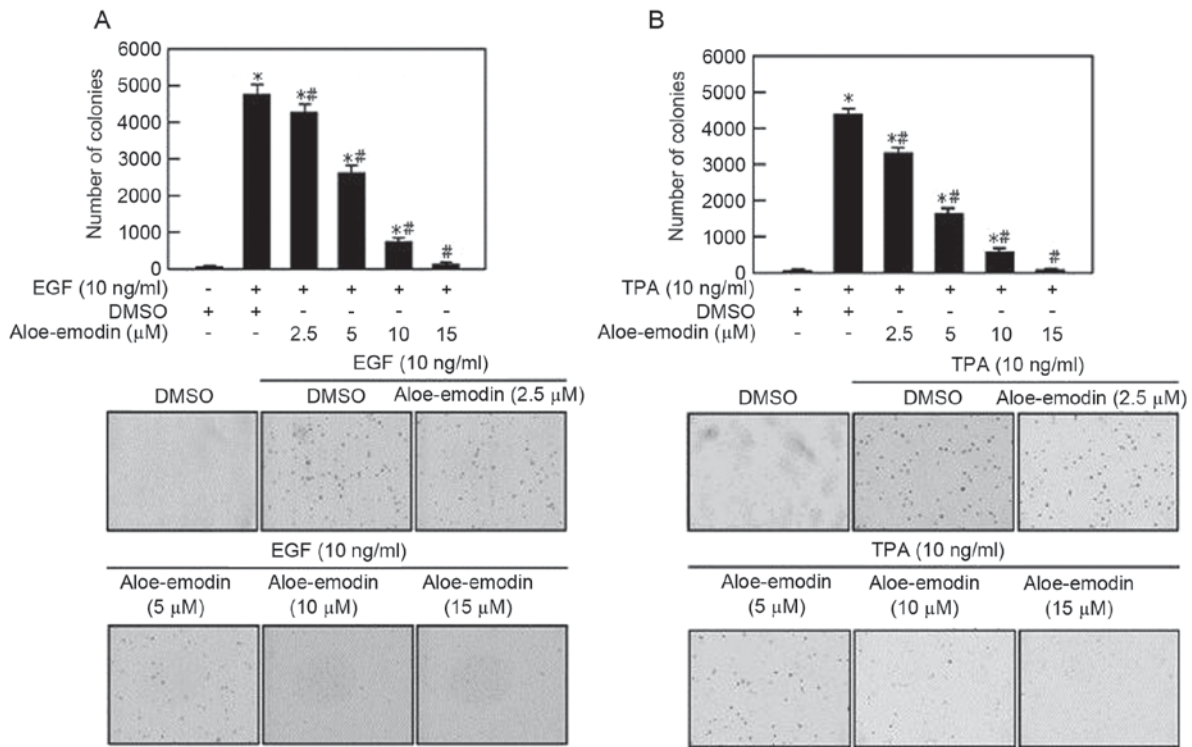 A
Number of colonies
6000
5000
4000
3000
2000
1000
0
* *# *# *# #
EGF (10 ng/ml) - + + + + +
DMSO + + - - - -
Aloe-emodin (μM) - - 2.5 5 10 15
EGF (10 ng/ml)
DMSO DMSO Aloe-emodin (2.5 μM)
EGF (10 ng/ml)
Aloe-emodin Aloe-emodin Aloe-emodin
(5 μM) (10 μM) (15 μM)
B
Number of colonies
6000
5000
4000
3000
2000
1000
0
* *# *# *# #
TPA (10 ng/ml) - + + + + +
DMSO + + - - - -
Aloe-emodin (μM) - - 2.5 5 10 15
TPA (10 ng/ml)
DMSO DMSO Aloe-emodin (2.5 μM)
TPA (10 ng/ml)
Aloe-emodin Aloe-emodin Aloe-emodin
(5 μM) (10 μM) (15 μM)